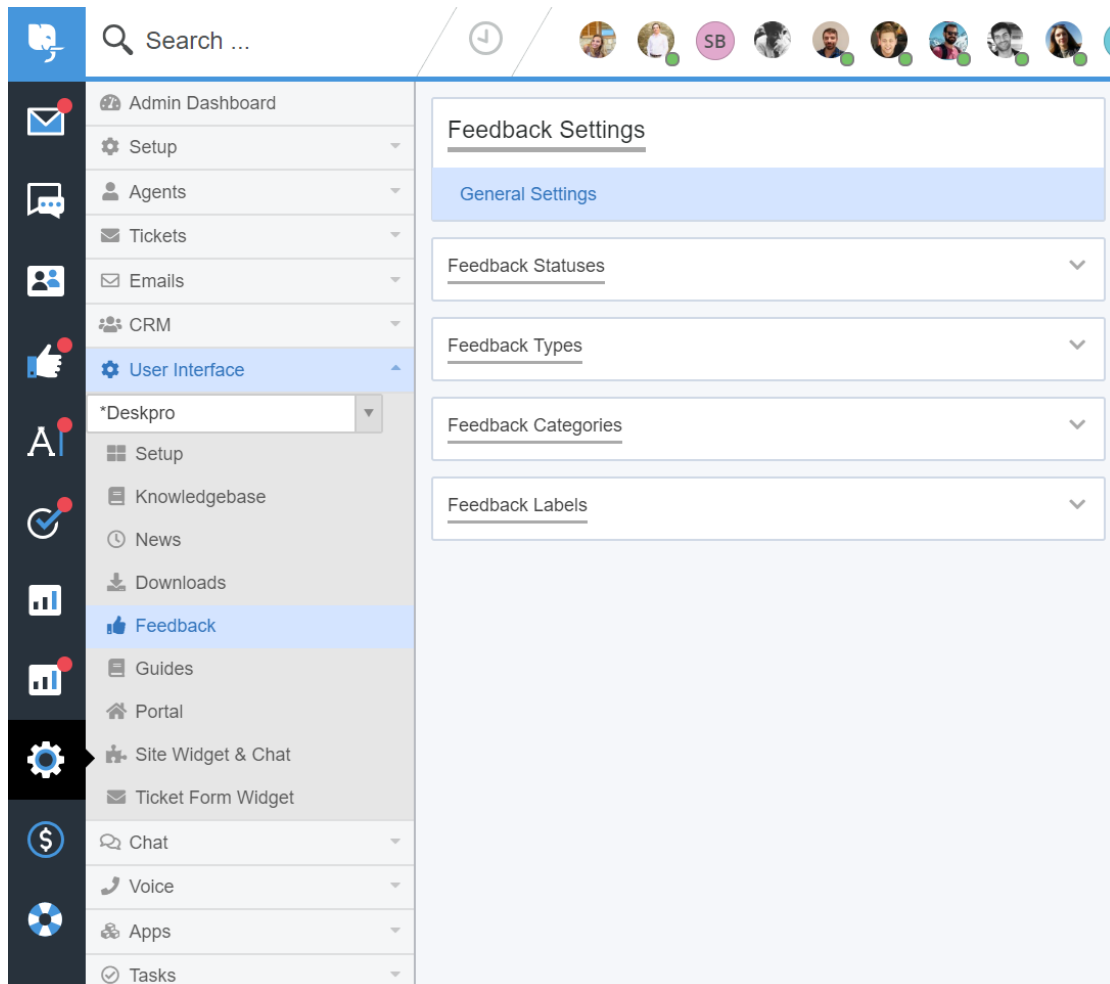 Search ...
SB
Admin Dashboard
Setup
Agents
Tickets
Emails
CRM
User Interface
*Deskpro
Setup
Knowledgebase
News
Downloads
Feedback
Guides
Portal
Site Widget & Chat
Ticket Form Widget
Chat
Voice
Apps
Tasks
Feedback Settings
General Settings
Feedback Statuses
Feedback Types
Feedback Categories
Feedback Labels